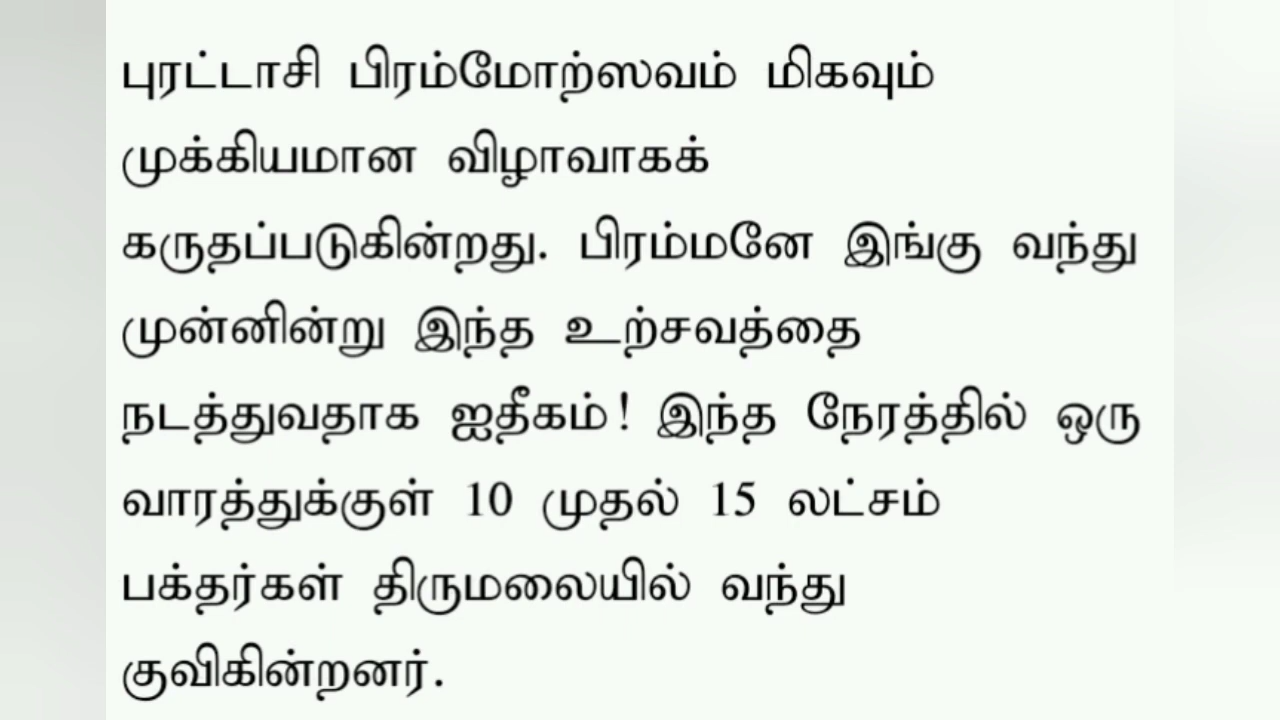 புரட்டாசி பிரம்மோற்ஸவம் மிகவும்
முக்கியமான விழாவாகக்
கருதப்படுகின்றது. பிரம்மனே இங்கு வந்து
முன்னின்று இந்த உற்சவத்தை
நடத்துவதாக ஐதீகம்! இந்த நேரத்தில் ஒரு
வாரத்துக்குள் 10 முதல் 15 லட்சம்
பக்தர்கள் திருமலையில் வந்து
குவிகின்றனர்.